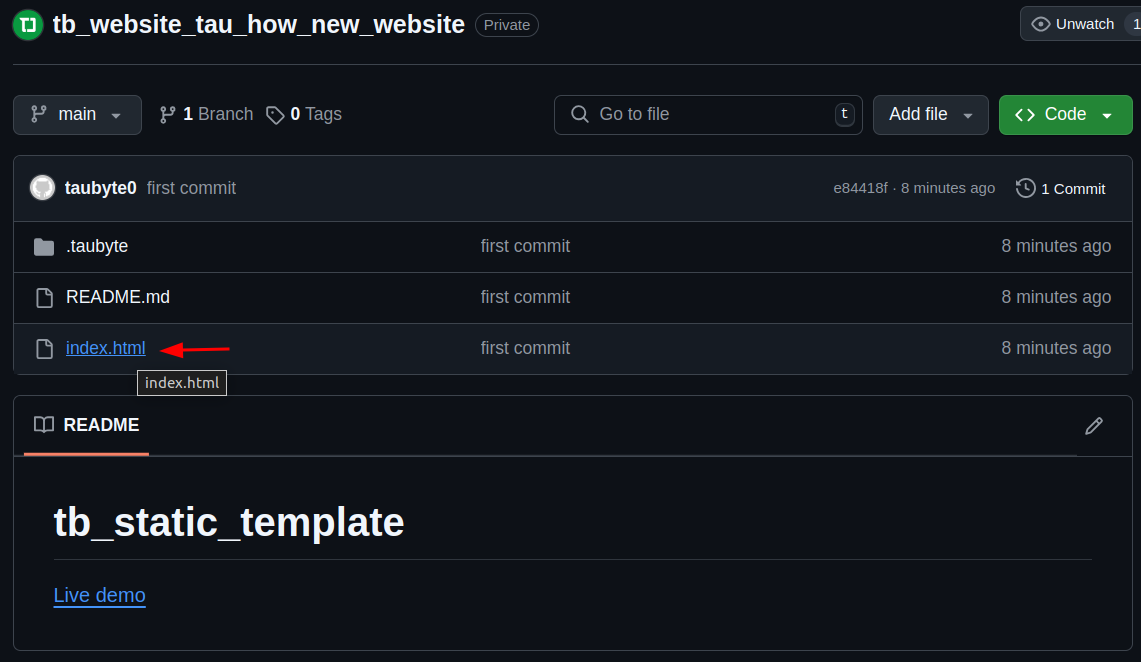 tb_website_tau_how_new_website Private Unwatch 1
main 1 Branch 0 Tags Go to file t Add file Code
taubyte0 first commit e84418f · 8 minutes ago 1 Commit
.taubyte first commit 8 minutes ago
README.md first commit 8 minutes ago
index.html first commit 8 minutes ago
index.html
README
tb_static_template
Live demo